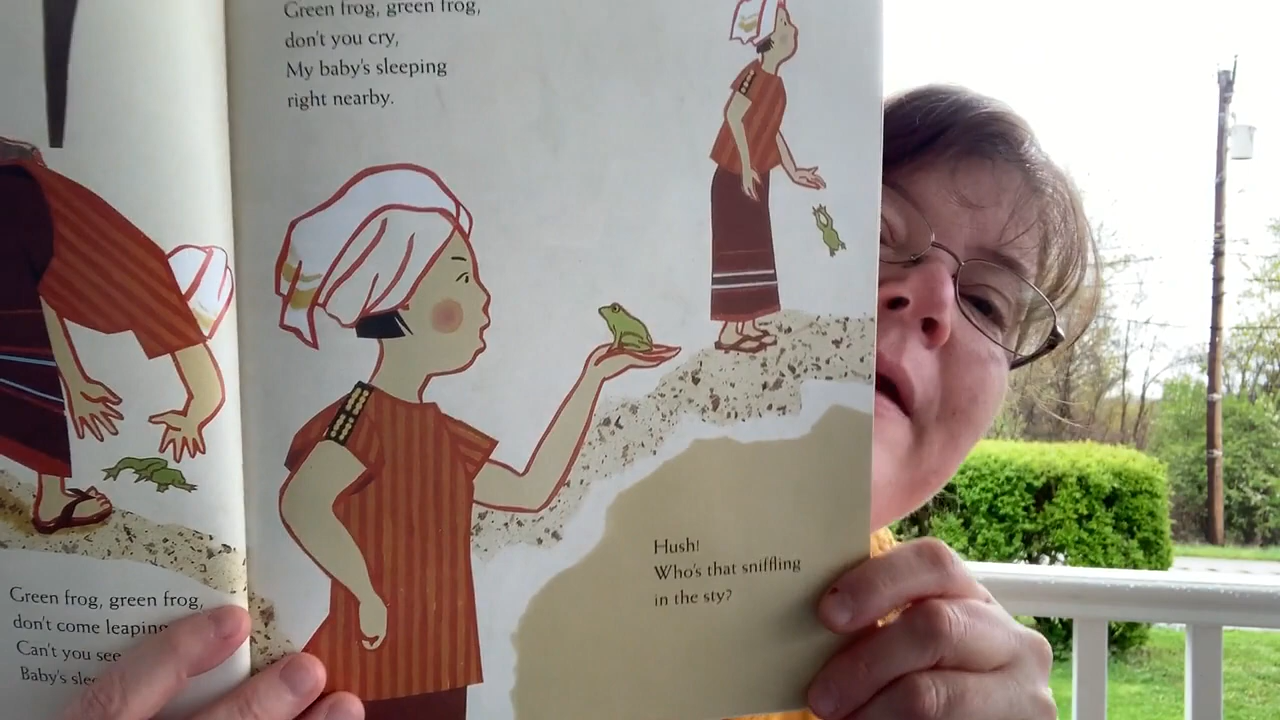 Green frog, green frog,
don't come leaping
Can't you see
Baby's
Green frog, green frog,
don't you cry,
My baby's sleeping
right nearby.
Hush!
Who's that sniffling
in the sty?